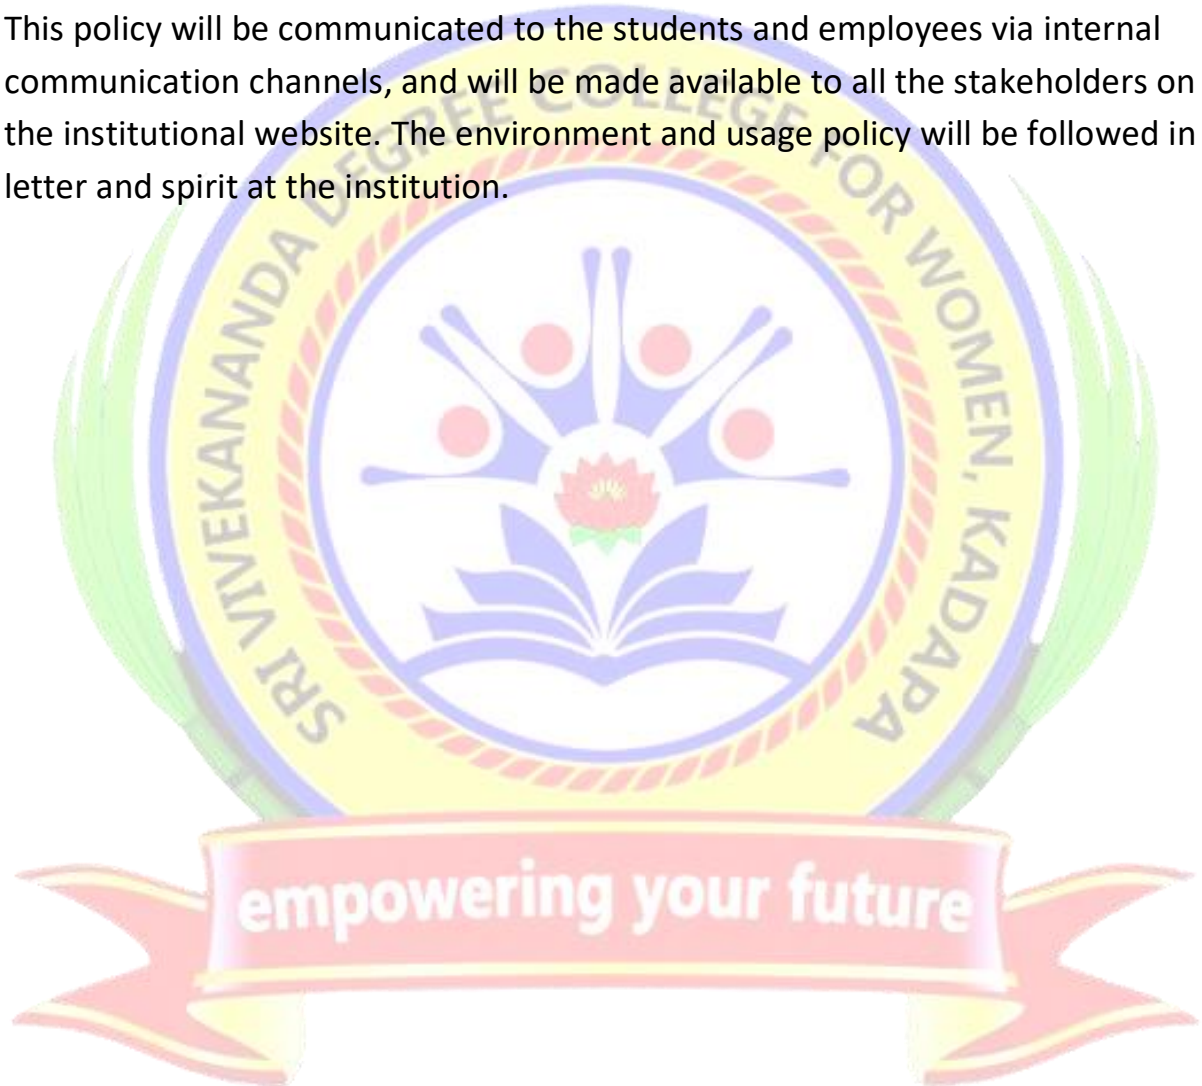 This policy will be communicated to the students and employees via internal
communication channels, and will be made available to all the stakeholders on
the institutional website. The environment and usage policy will be followed in
letter and spirit at the institution.
SRI VIVEKANANDA DEGREE COLLEGE FOR WOMEN, KADAPA
empowering your future